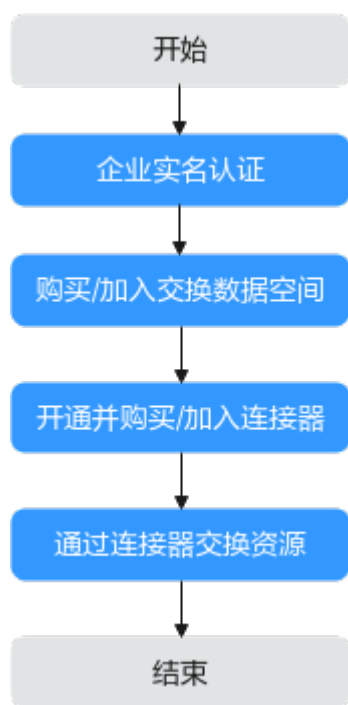 开始
企业实名认证
购买/加入交换数据空间
开通并购买/加入连接器
通过连接器交换资源
结束